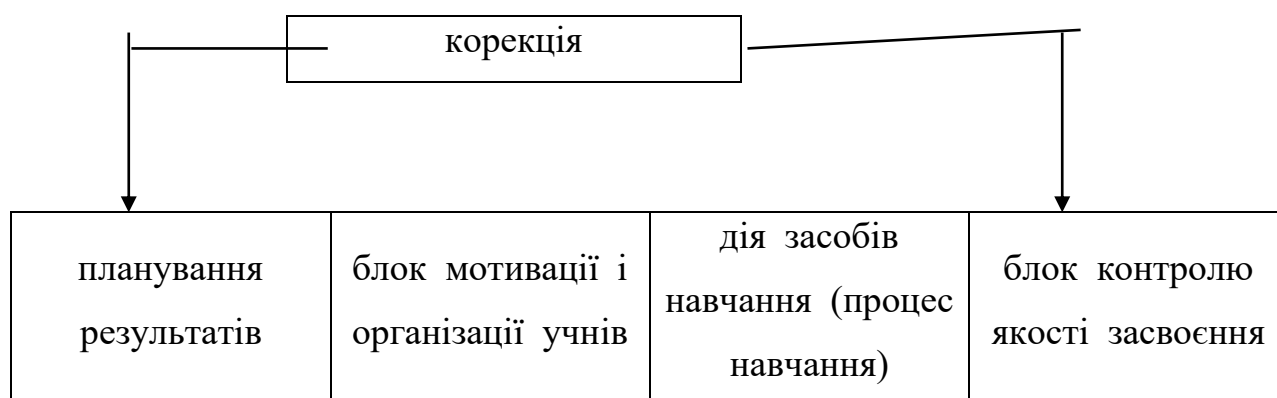 корекція
планування
результатів
блок мотивації і
організації учнів
дія засобів
навчання (процес
навчання)
блок контролю
якості засвоєння